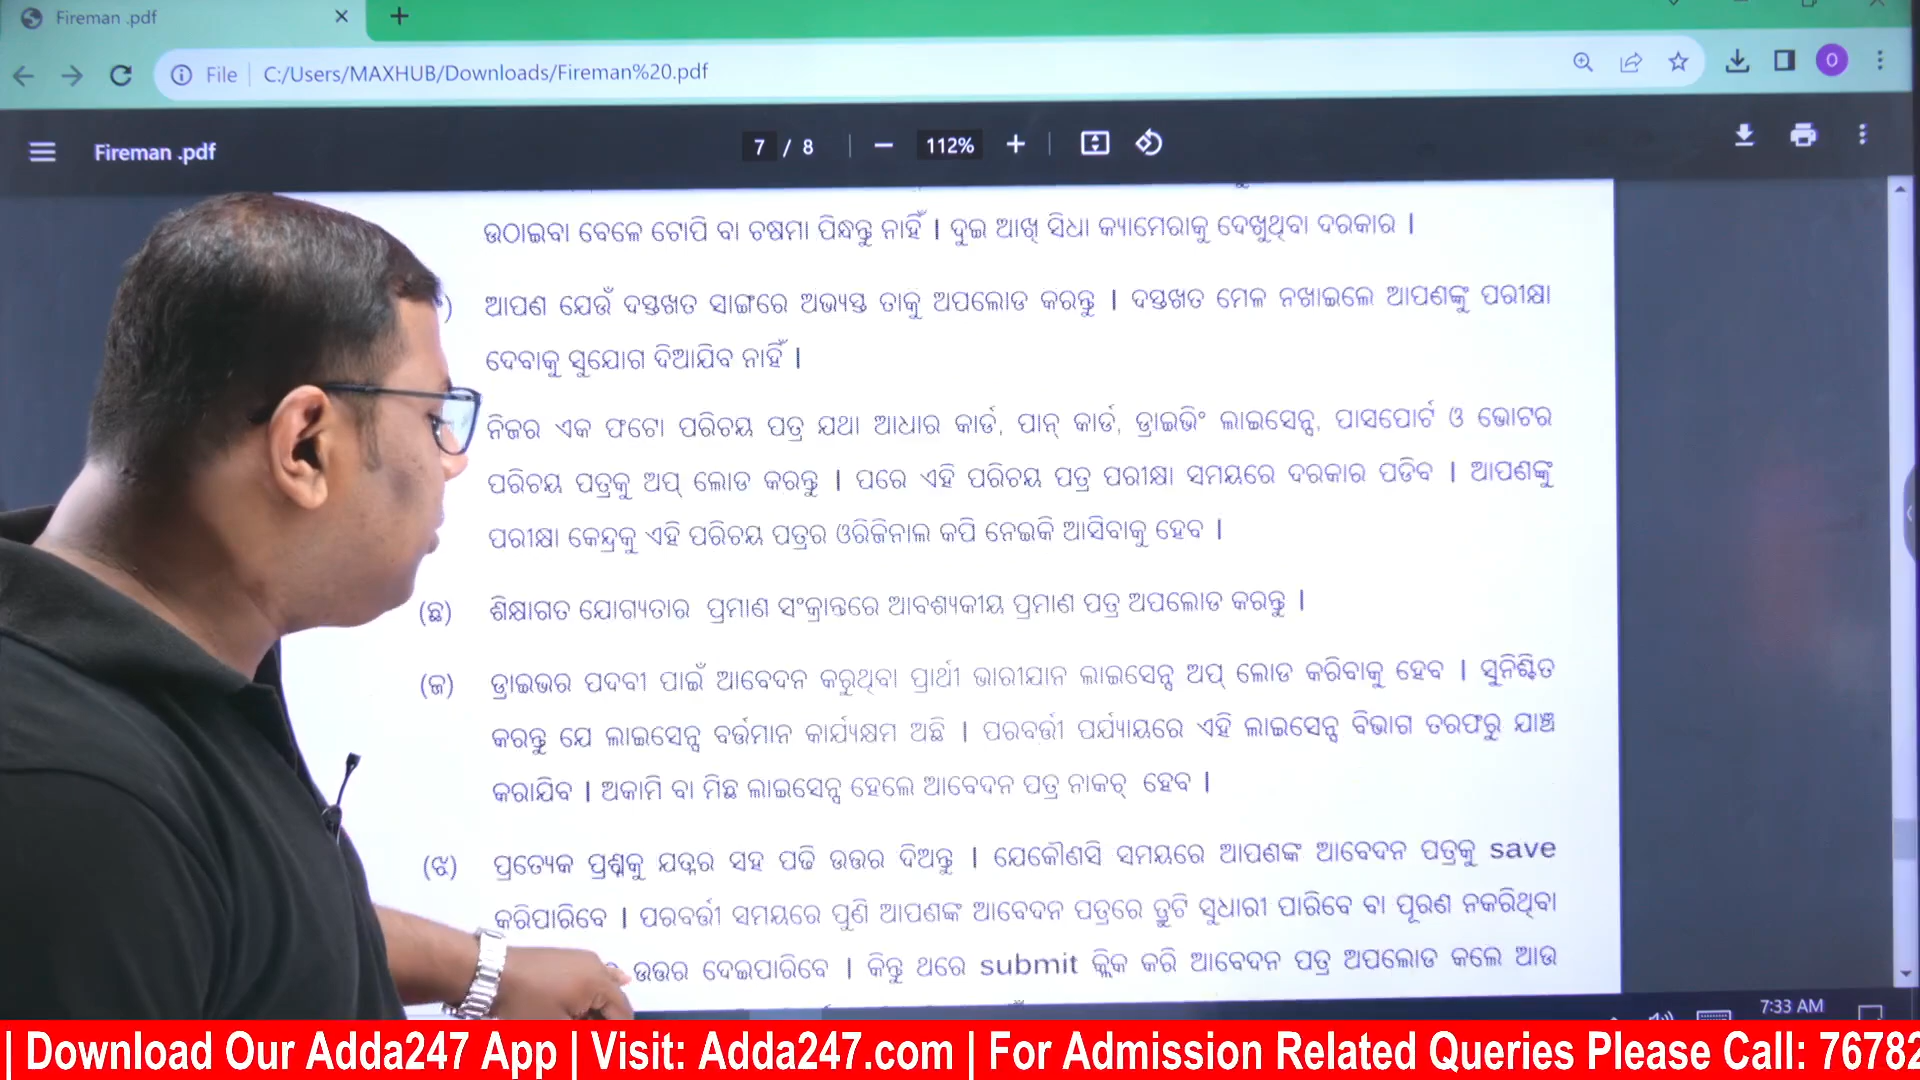 Fireman .pdf
File C:/Users/MAXHUB/Downloads/Fireman%20.pdf
O
Fireman .pdf 7 / 8 112%
ଉଠାଇବା ବେଳେ ଟୋପି ବା ଚଷମା ପିନ୍ଧନ୍ତୁ ନାହିଁ । ଦୁଇ ଆଖି ସିଧା କ୍ୟାମେରାକୁ ଦେଖୁଥିବା ଦରକାର ।
) ଆପଣ ଯେଉଁ ଦସ୍ତଖତ ସାଙ୍ଗରେ ଅଭ୍ୟସ୍ତ ତାକୁ ଅପଲୋଡ କରନ୍ତୁ । ଦସ୍ତଖତ ମେଳ ନଖାଇଲେ ଆପଣଙ୍କୁ ପରୀକ୍ଷା
ଦେବାକୁ ସୁଯୋଗ ଦିଆଯିବ ନାହିଁ ।
ନିଜର ଏକ ଫଟୋ ପରିଚୟ ପତ୍ର ଯଥା ଆଧାର କାର୍ଡ, ପାନ୍ କାର୍ଡ, ଡ୍ରାଇଭିଂ ଲାଇସେନ୍ସ, ପାସପୋର୍ଟ ଓ ଭୋଟର
ପରିଚୟ ପତ୍ରକୁ ଅପ୍ ଲୋଡ କରନ୍ତୁ । ପରେ ଏହି ପରିଚୟ ପତ୍ର ପରୀକ୍ଷା ସମୟରେ ଦରକାର ପଡିବ । ଆପଣଙ୍କୁ
ପରୀକ୍ଷା କେନ୍ଦ୍ରକୁ ଏହି ପରିଚୟ ପତ୍ରର ଓରିଜିନାଲ କପି ନେଇକି ଆସିବାକୁ ହେବ ।
(ଛ) ଶିକ୍ଷାଗତ ଯୋଗ୍ୟତାର ପ୍ରମାଣ ସଂକ୍ରାନ୍ତରେ ଆବଶ୍ୟକୀୟ ପ୍ରମାଣ ପତ୍ର ଅପଲୋଡ କରନ୍ତୁ ।
(ଜ) ଡ୍ରାଇଭର ପଦବୀ ପାଇଁ ଆବେଦନ କରୁଥିବା ପ୍ରାର୍ଥୀ ଭାରୀଯାନ ଲାଇସେନ୍ସ ଅପ୍ ଲୋଡ କରିବାକୁ ହେବ । ସୁନିଶ୍ଚିତ
କରନ୍ତୁ ଯେ ଲାଇସେନ୍ସ ବର୍ତ୍ତମାନ କାର୍ଯ୍ୟକ୍ଷମ ଅଛି । ପରବର୍ତ୍ତୀ ପର୍ଯ୍ୟାୟରେ ଏହି ଲାଇସେନ୍ସ ବିଭାଗ ତରଫରୁ ଯାଞ୍ଚ
କରାଯିବ । ଅକାମି ବା ମିଛ ଲାଇସେନ୍ସ ହେଲେ ଆବେଦନ ପତ୍ର ନାକଚ୍ ହେବ ।
(ଝ) ପ୍ରତ୍ୟେକ ପ୍ରଶ୍ନକୁ ଯତ୍ନର ସହ ପଢି ଉତ୍ତର ଦିଅନ୍ତୁ । ଯେକୌଣସି ସମୟରେ ଆପଣଙ୍କ ଆବେଦନ ପତ୍ରକୁ save
କରିପାରିବେ । ପରବର୍ତ୍ତୀ ସମୟରେ ପୁଣି ଆପଣଙ୍କ ଆବେଦନ ପତ୍ରରେ ତ୍ରୁଟି ସୁଧାରୀ ପାରିବେ ବା ପୂରଣ ନକରିଥିବା
ଉତ୍ତର ଦେଇପାରିବେ । କିନ୍ତୁ ଥରେ submit କ୍ଲିକ କରି ଆବେଦନ ପତ୍ର ଅପଲୋଡ କଲେ ଆଉ
7:33 AM
| Download Our Adda247 App | Visit: Adda247.com | For Admission Related Queries Please Call: 76782